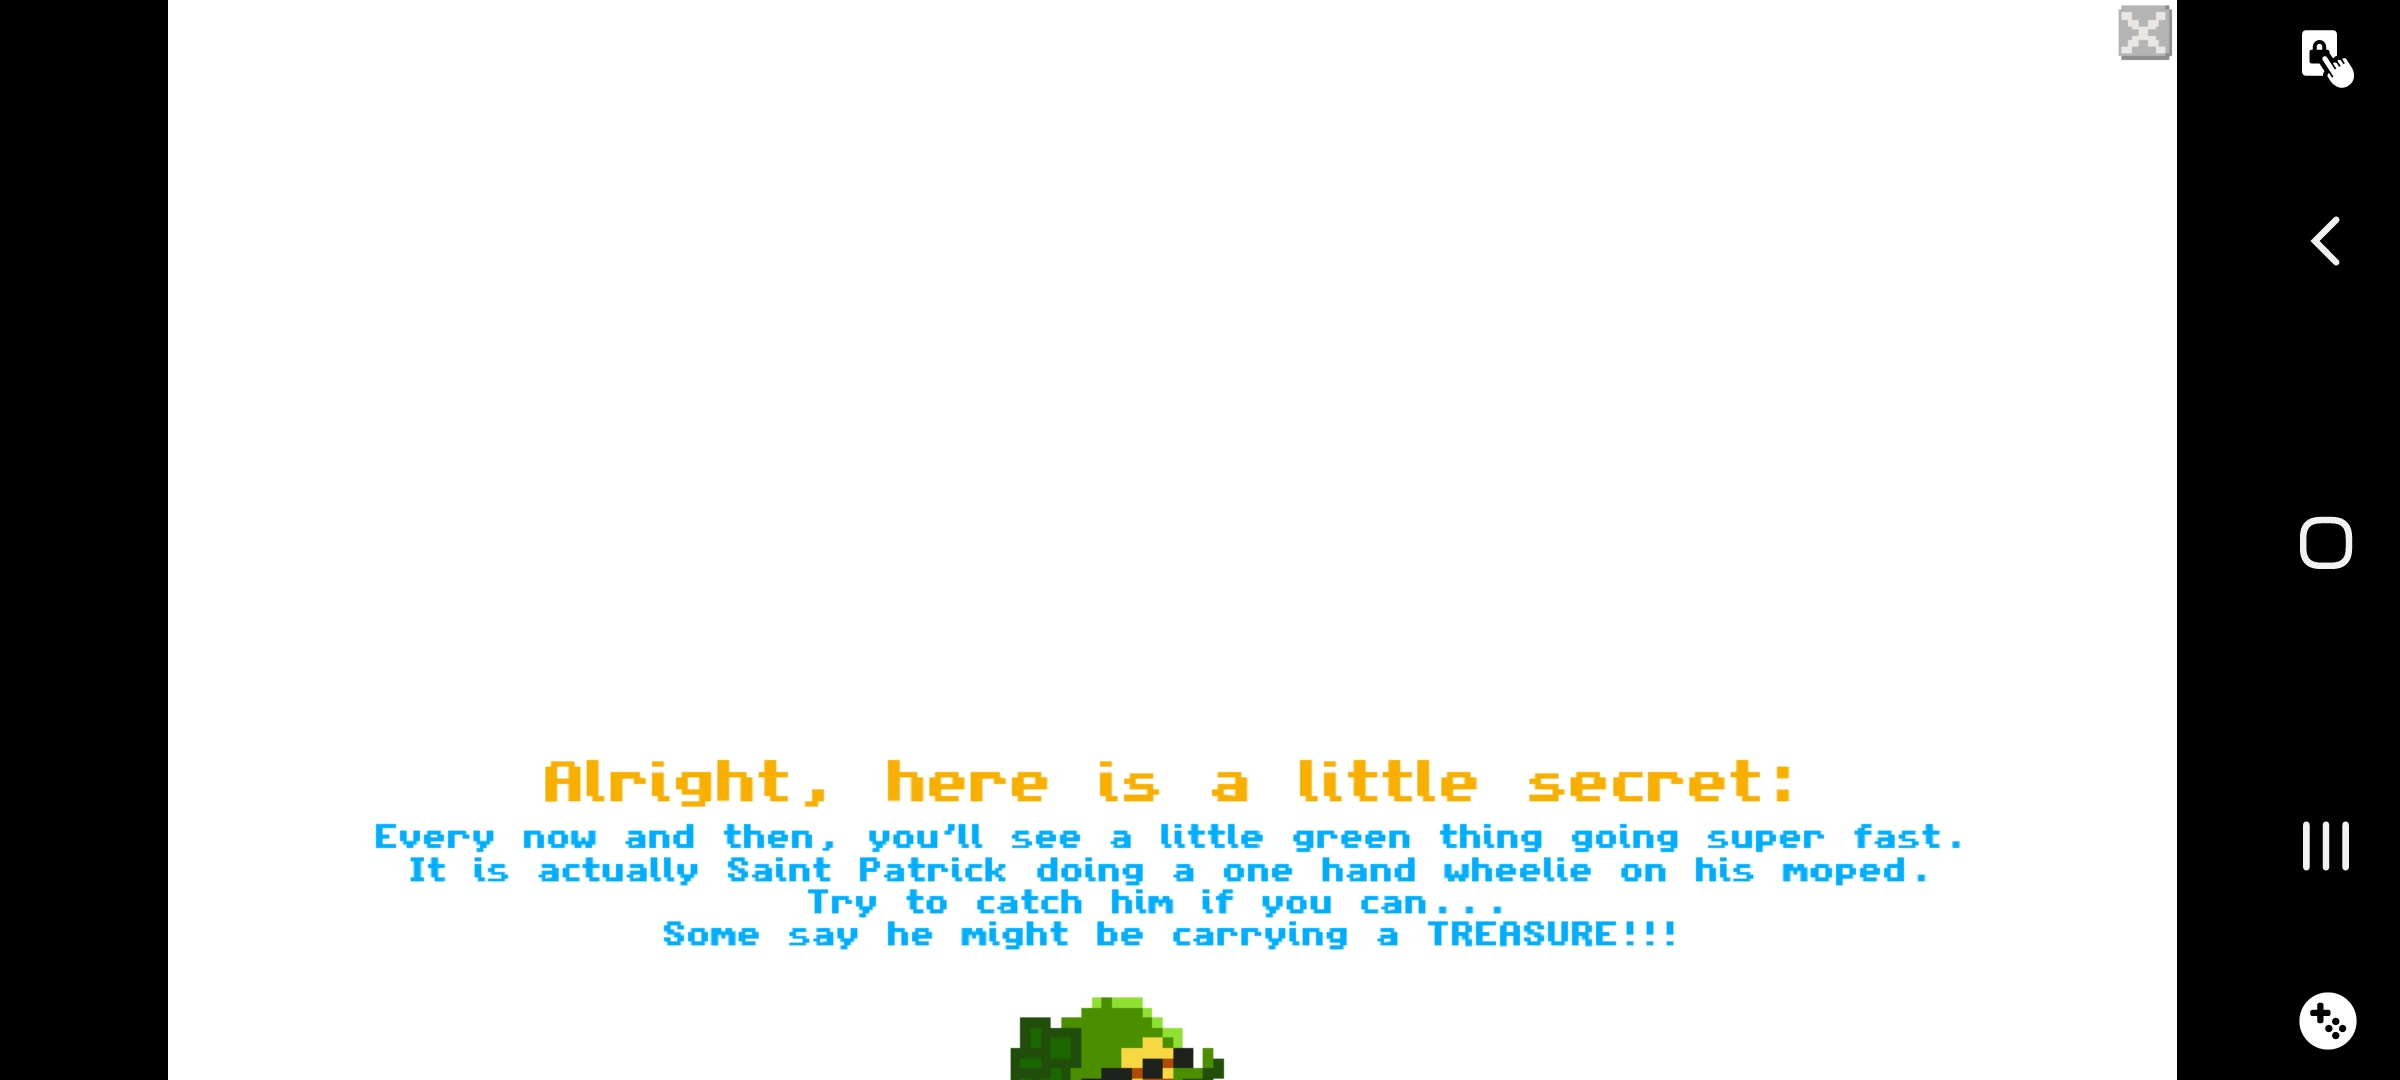 Alright, here is a little secret:
Every now and then, you'll see a little green thing going super fast.
It is actually Saint Patrick doing a one hand wheelie on his moped.
Try to catch him if you can...
Some say he might be carrying a TREASURE!!!